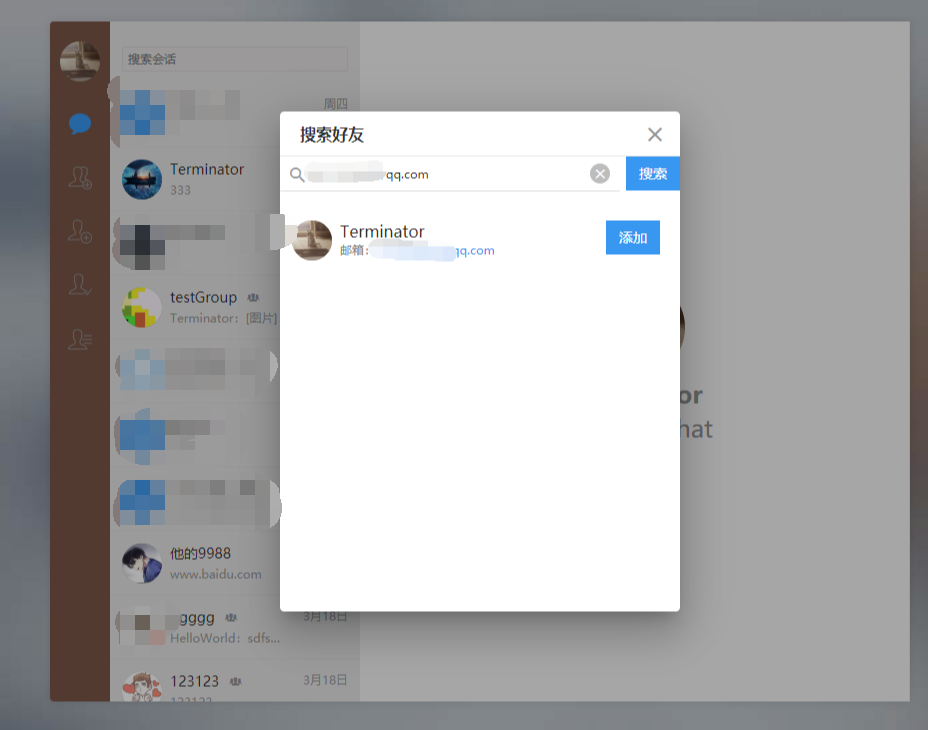 搜索会话
周四
Terminator
333
testGroup
Terminator：[图片]
他的9988
www.baidu.com
gggg
3月18日
HelloWorld：sdfs...
123123
3月18日
搜索好友
qq.com
搜索
Terminator
邮箱：
qq.com
添加
or
hat